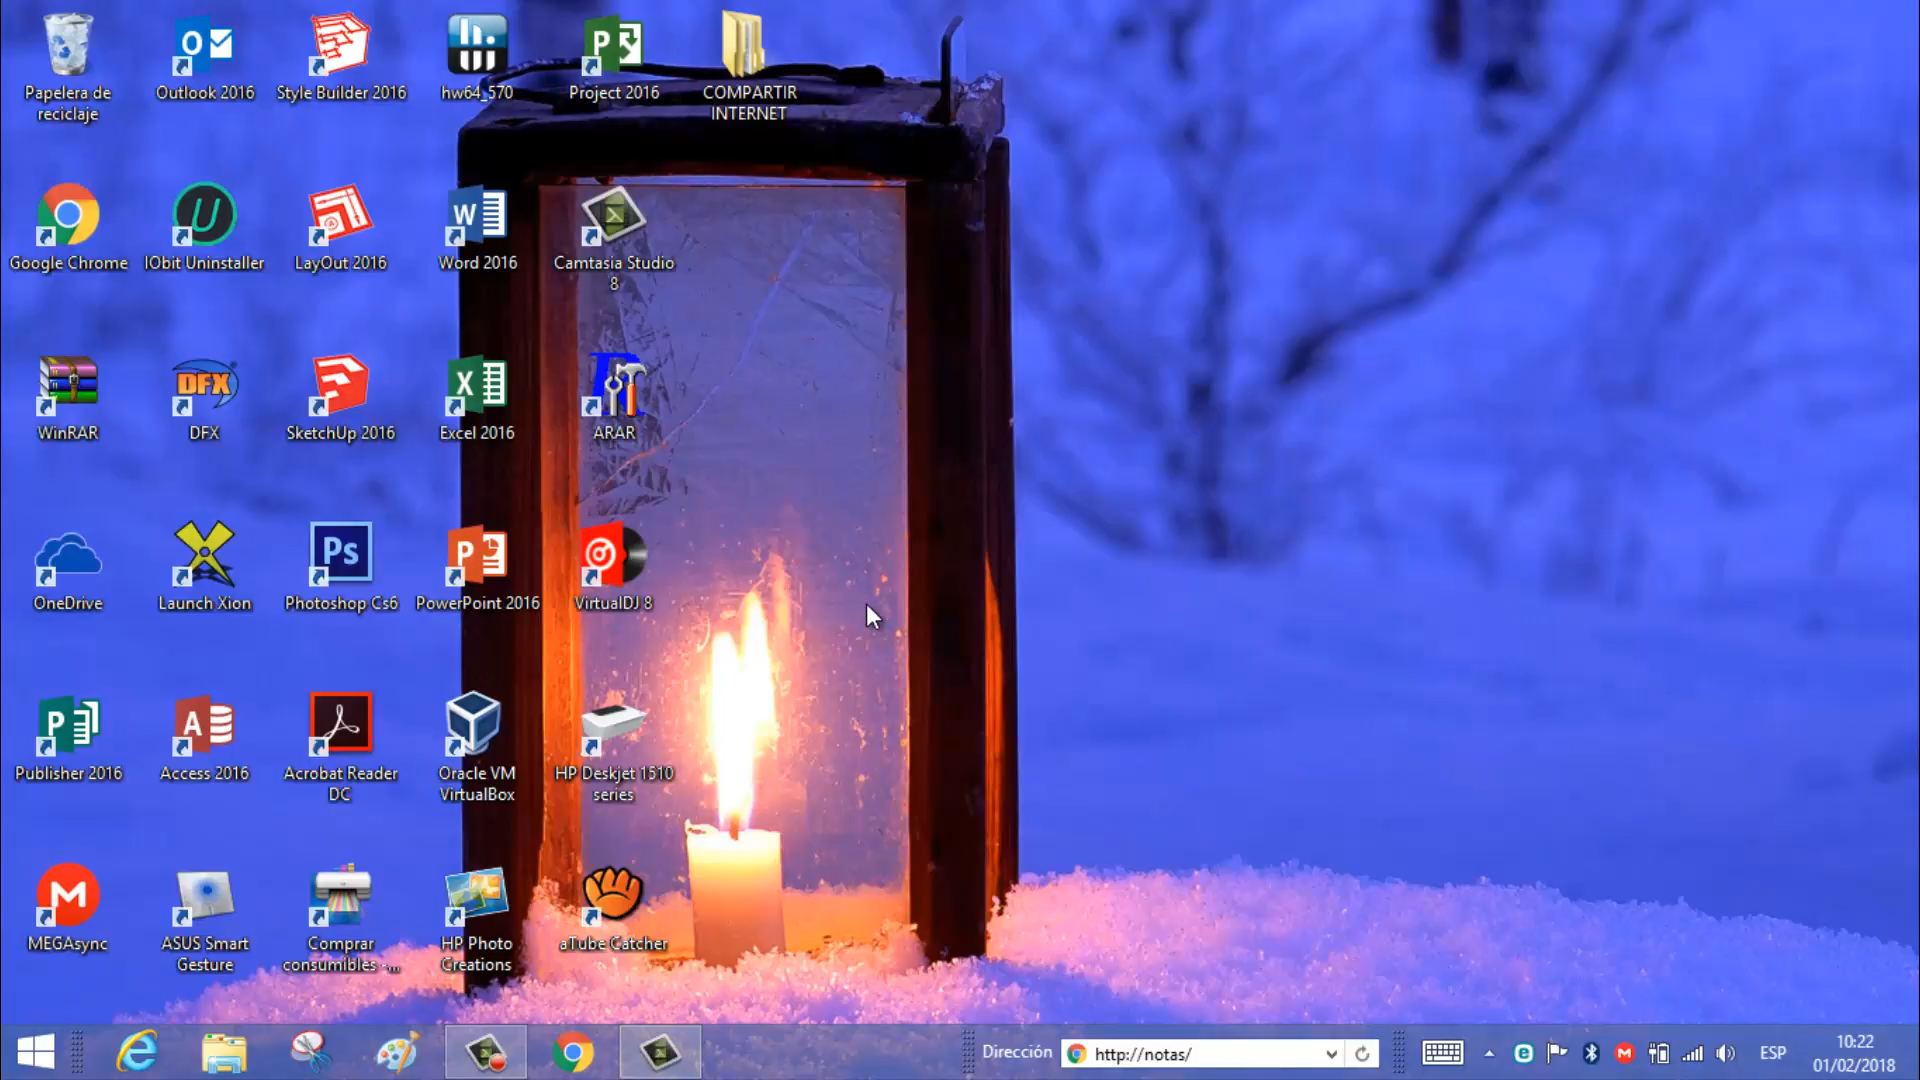 Papelera de
reciclaje
Outlook 2016
Style Builder 2016
hw64_570
Project 2016
COMPARTIR
INTERNET
Google Chrome
IObit Uninstaller
LayOut 2016
Word 2016
Camtasia Studio
8
WinRAR
DFX
DFX
SketchUp 2016
Excel 2016
ARAR
OneDrive
Launch Xion
Ps
Photoshop Cs6
PowerPoint 2016
VirtualDJ 8
Publisher 2016
Access 2016
Acrobat Reader
DC
Oracle VM
VirtualBox
HP Deskjet 1510
series
MEGAsync
ASUS Smart
Gesture
Comprar
consumibles -...
HP Photo
Creations
aTube Catcher
Dirección
http://notas/
ESP
10:22
01/02/2018